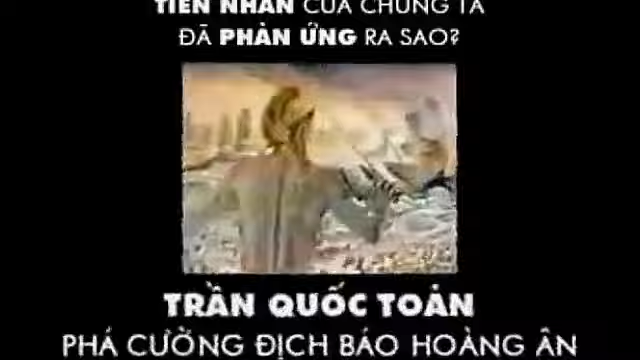 TIỀN NHÂN CỦA CHÚNG TA
ĐÃ PHẢN ỨNG RA SAO?
TRẦN QUỐC TOẢN
PHÁ CƯỜNG ĐỊCH BÁO HOÀNG ÂN